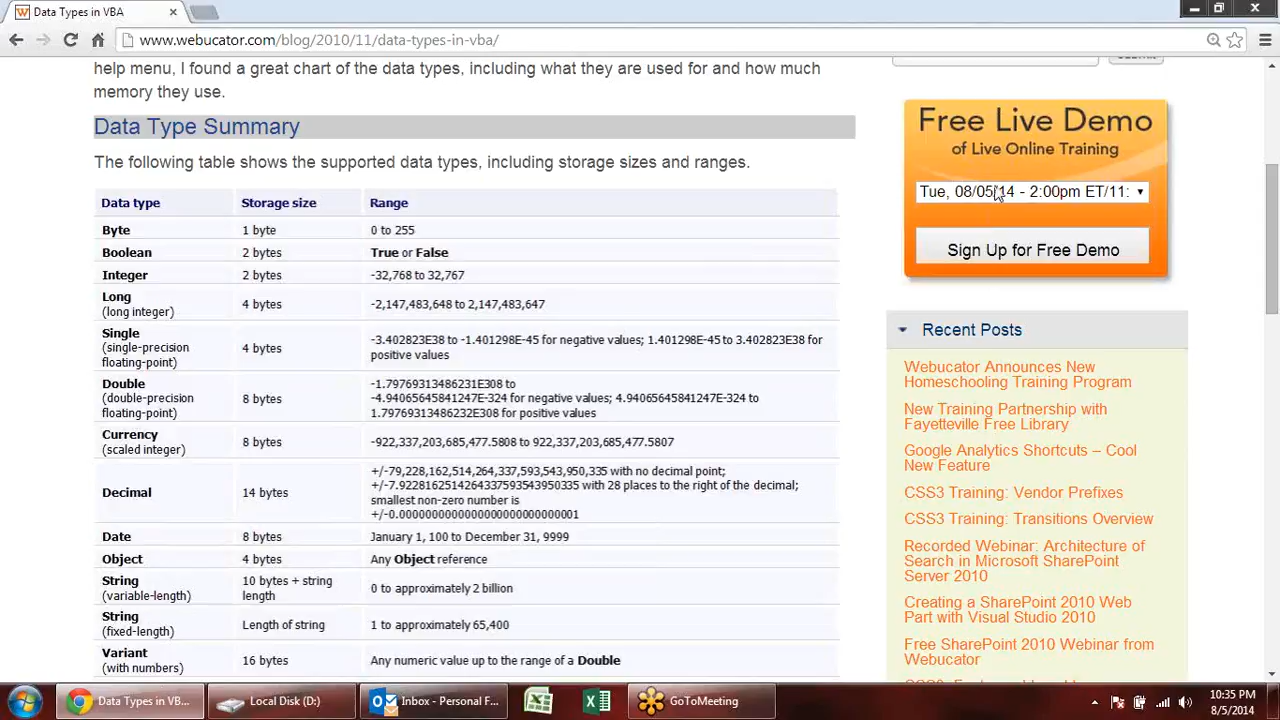 Data Types in VBA
www.webucator.com/blog/2010/11/data-types-in-vba/
help menu, I found a great chart of the data types, including what they are used for and how much
memory they use.
Data Type Summary
The following table shows the supported data types, including storage sizes and ranges.
Data type Storage size Range
Byte 1 byte 0 to 255
Boolean 2 bytes True or False
Integer 2 bytes -32,768 to 32,767
Long
(long integer) 4 bytes -2,147,483,648 to 2,147,483,647
Single
(single-precision
floating-point) 4 bytes -3.402823E38 to -1.401298E-45 for negative values; 1.401298E-45 to 3.402823E38 for
positive values
Double
(double-precision
floating-point) 8 bytes -1.79769313486231E308 to
-4.94065645841247E-324 for negative values; 4.94065645841247E-324 to
1.79769313486232E308 for positive values
Currency
(scaled integer) 8 bytes -922,337,203,685,477.5808 to 922,337,203,685,477.5807
Decimal 14 bytes +/-79,228,162,514,264,337,593,543,950,335 with no decimal point;
+/-7.9228162514264337593543950335 with 28 places to the right of the decimal;
smallest non-zero number is
+/-0.0000000000000000000000000001
Date 8 bytes January 1, 100 to December 31, 9999
Object 4 bytes Any Object reference
String
(variable-length) 10 bytes + string
length 0 to approximately 2 billion
String
(fixed-length) Length of string 1 to approximately 65,400
Variant
(with numbers) 16 bytes Any numeric value up to the range of a Double
Free Live Demo
of Live Online Training
Tue, 08/05/14 - 2:00pm ET/11:
Sign Up for Free Demo
Recent Posts
Webucator Announces New
Homeschooling Training Program
New Training Partnership with
Fayetteville Free Library
Google Analytics Shortcuts – Cool
New Feature
CSS3 Training: Vendor Prefixes
CSS3 Training: Transitions Overview
Recorded Webinar: Architecture of
Search in Microsoft SharePoint
Server 2010
Creating a SharePoint 2010 Web
Part with Visual Studio 2010
Free SharePoint 2010 Webinar from
Webucator
Data Types in VB...
Local Disk (D:)
Inbox - Personal F...
GoToMeeting
10:35 PM
8/5/2014